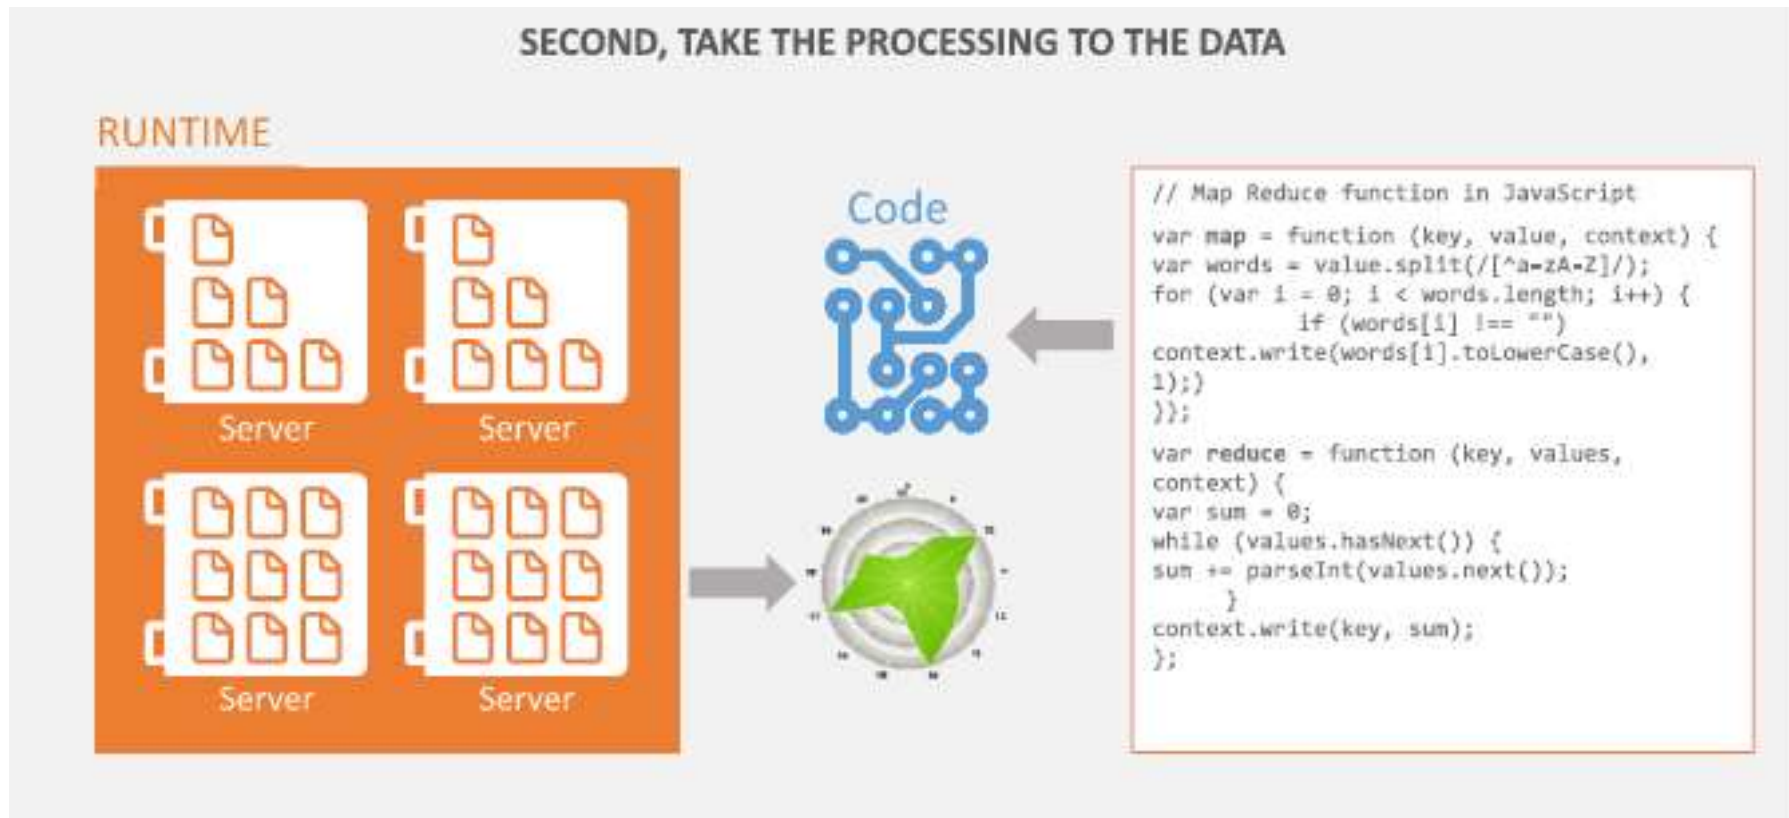 SECOND, TAKE THE PROCESSING TO THE DATA
RUNTIME
Server
Server
Server
Server
Code
// Map Reduce function in JavaScript
var map = function (key, value, context) {
var words = value.split(/[^a-zA-Z]/);
for (var i = 0; i < words.length; i++) {
if (words[i] !== "")
context.write(words[i].toLowerCase(),
1);}
}};
var reduce = function (key, values,
context) {
var sum = 0;
while (values.hasNext()) {
sum += parseInt(values.next());
}
context.write(key, sum);
};